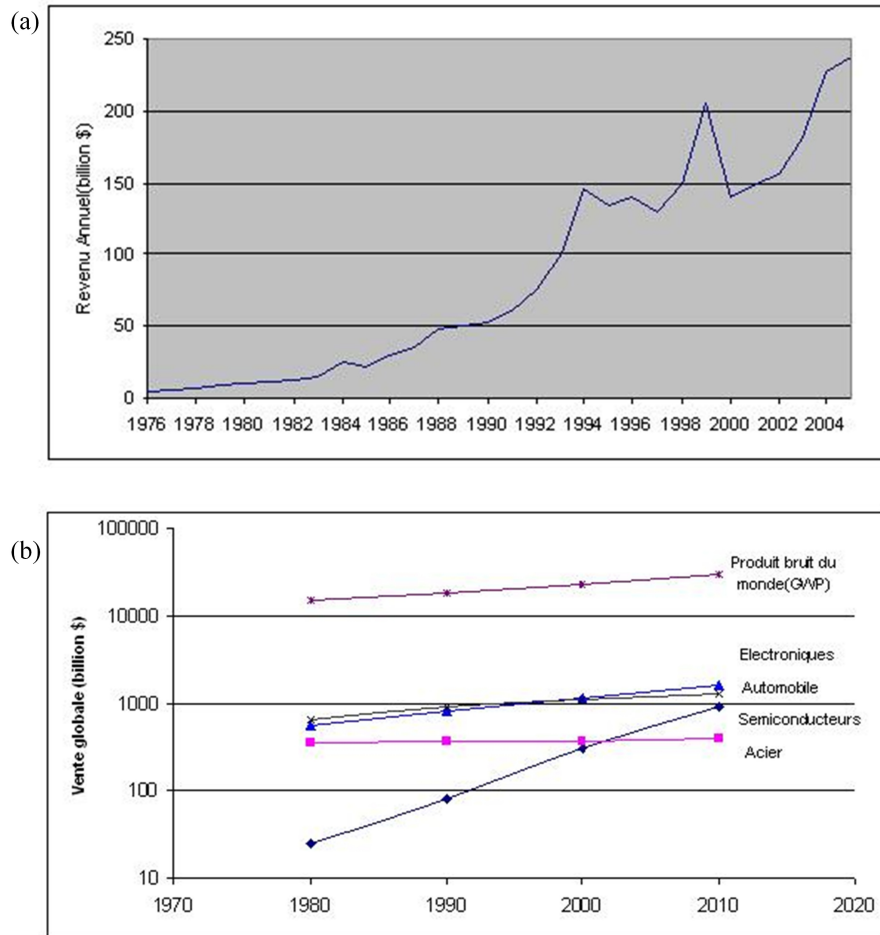 (a)
Revenu Annuel(billion $)
250
200
150
100
50
0
1976 1978 1980 1982 1984 1986 1988 1990 1992 1994 1996 1998 2000 2002 2004
(b)
Vente globale (billion $)
100000
10000
1000
100
10
Produit bruit du
monde(GWP)
Electroniques
Automobile
Semiconducteurs
Acier
1970 1980 1990 2000 2010 2020